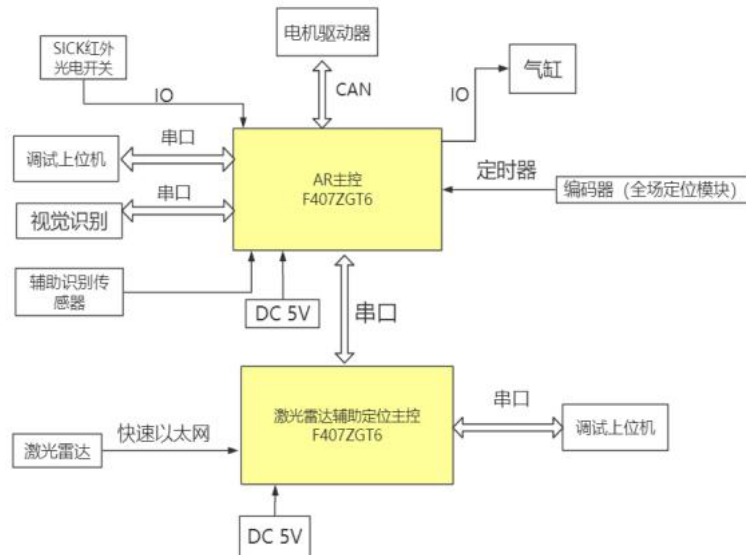 电机驱动器
SICK红外
光电开关
气缸
IO
CAN
IO
串口
调试上位机
AR主控
F407ZGT6
定时器
编码器（全场定位模块）
串口
视觉识别
辅助识别传
感器
DC 5V
串口
激光雷达辅助定位主控
F407ZGT6
串口
调试上位机
快速以太网
激光雷达
DC 5V